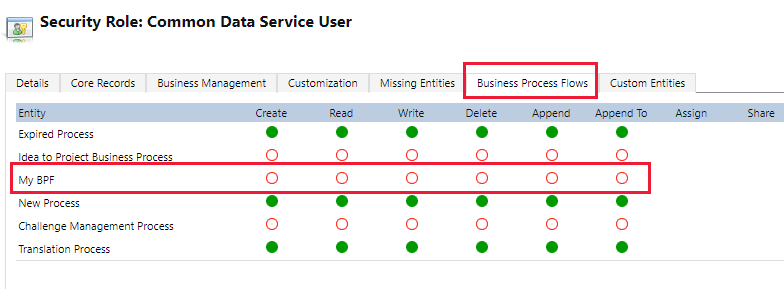 Security Role: Common Data Service User
Details Core Records Business Management Customization Missing Entities Business Process Flows Custom Entities
Entity Create Read Write Delete Append Append To Assign Share
Expired Process
Idea to Project Business Process
My BPF
New Process
Challenge Management Process
Translation Process